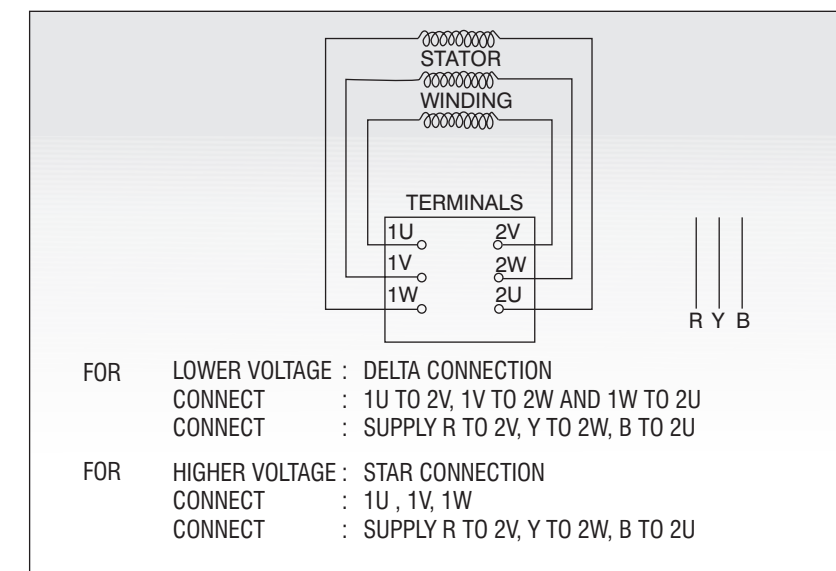 STATOR
WINDING
TERMINALS
1U 2V
1V 2W
1W 2U
R Y B
FOR LOWER VOLTAGE : DELTA CONNECTION
CONNECT : 1U TO 2V, 1V TO 2W AND 1W TO 2U
CONNECT : SUPPLY R TO 2V, Y TO 2W, B TO 2U
FOR HIGHER VOLTAGE : STAR CONNECTION
CONNECT : 1U , 1V, 1W
CONNECT : SUPPLY R TO 2V, Y TO 2W, B TO 2U